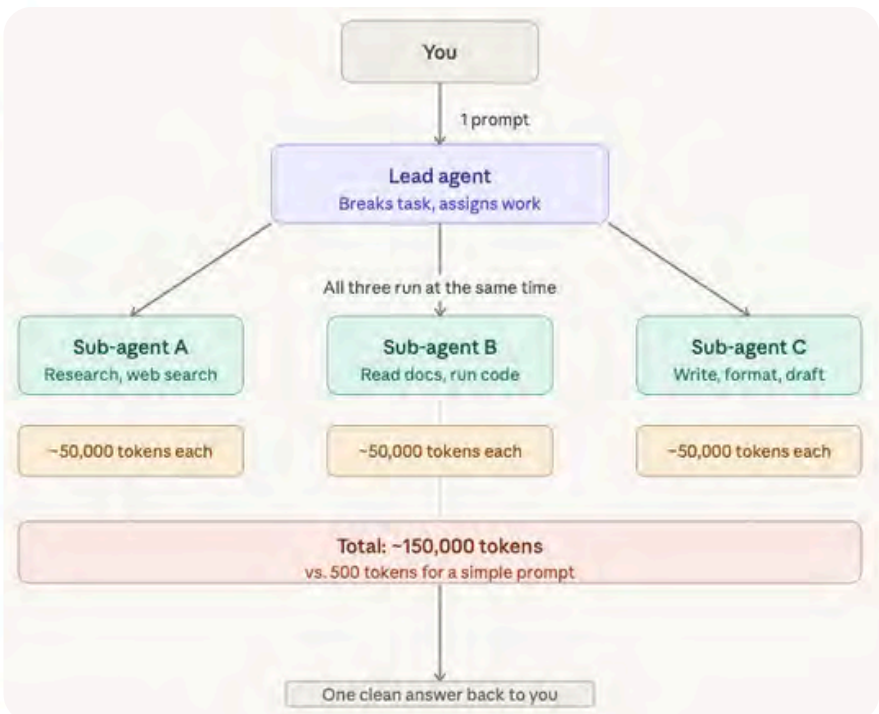 You
1 prompt
Lead agent
Breaks task, assigns work
All three run at the same time
Sub-agent A
Research, web search
Sub-agent B
Read docs, run code
Sub-agent C
Write, format, draft
~50,000 tokens each
~50,000 tokens each
~50,000 tokens each
Total: ~150,000 tokens
vs. 500 tokens for a simple prompt
One clean answer back to you